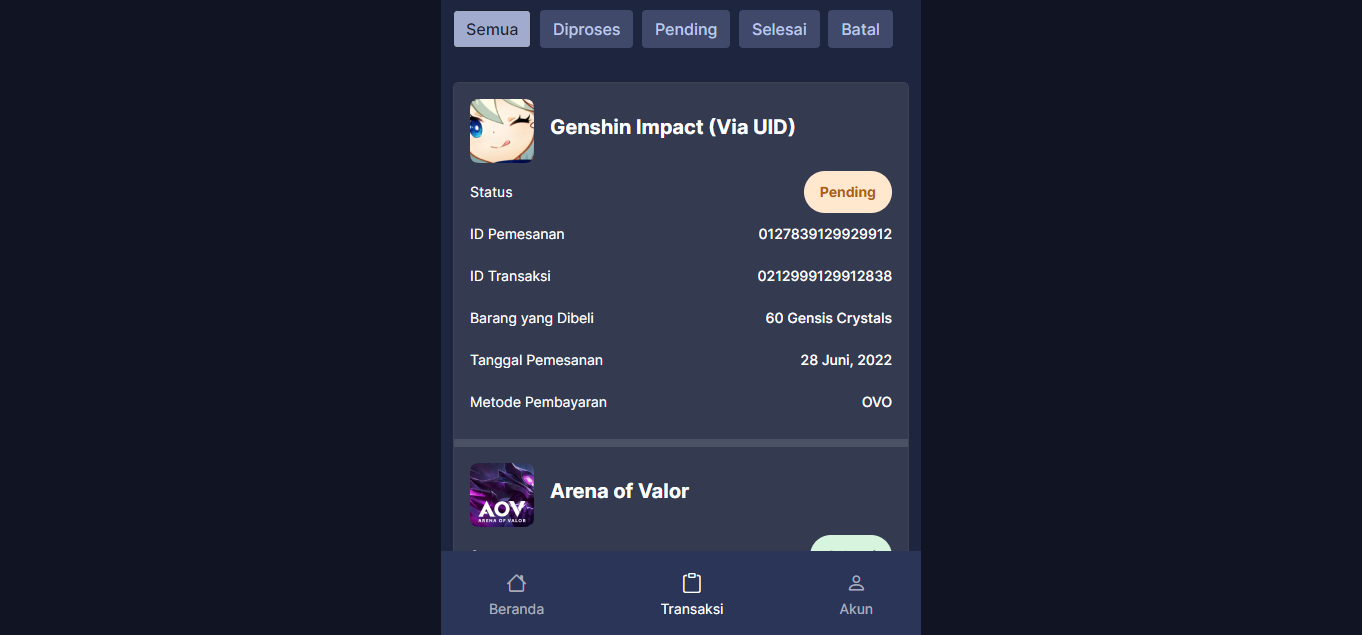 Semua Diproses Pending Selesai Batal
Genshin Impact (Via UID)
Status Pending
ID Pemesanan 0127839129929912
ID Transaksi 0212999129912838
Barang yang Dibeli 60 Gensis Crystals
Tanggal Pemesanan 28 Juni, 2022
Metode Pembayaran OVO
Arena of Valor
AOV
ARENA OF VALOR
Beranda Transaksi Akun